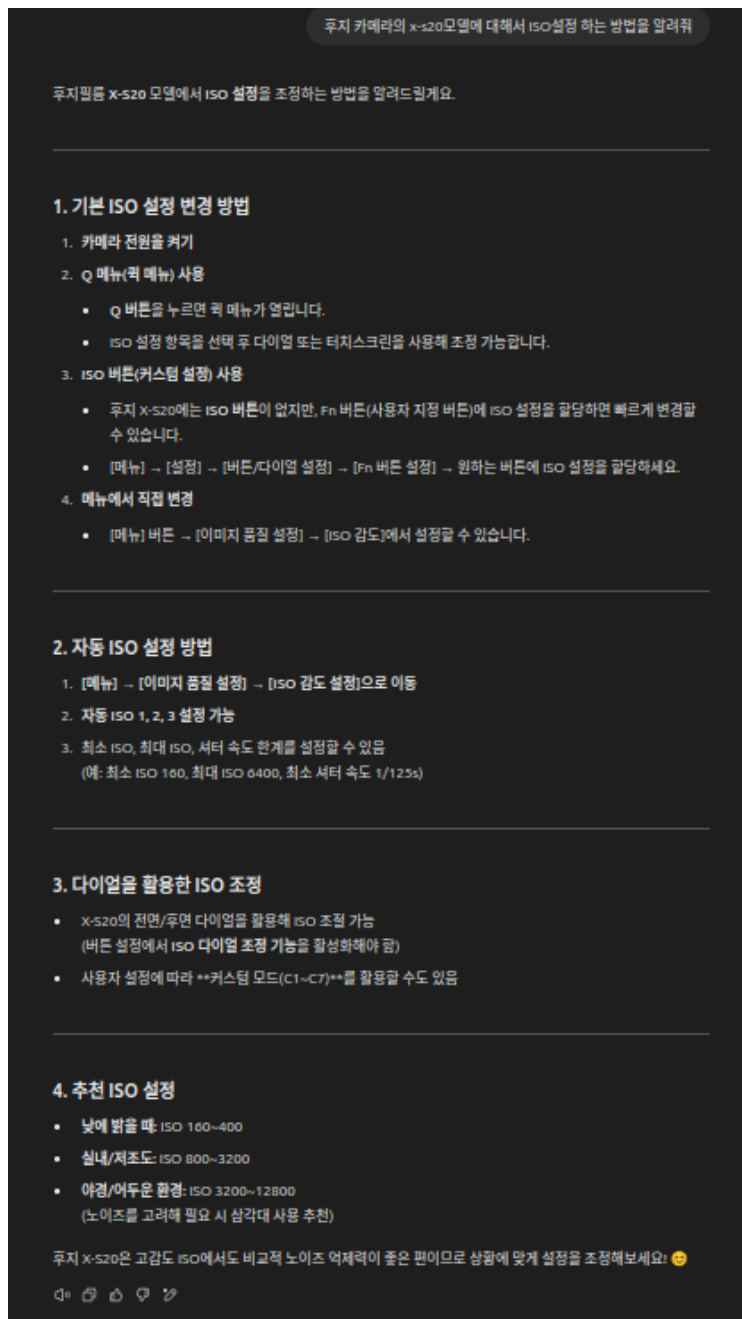 후지 카메라의 x-s20모델에 대해서 ISO설정 하는 방법을 알려줘
후지필름 X-S20 모델에서 ISO 설정을 조정하는 방법을 알려드릴게요.
1. 기본 ISO 설정 변경 방법
1. 카메라 전원을 켜기
2. Q 메뉴(퀵 메뉴) 사용
• Q 버튼을 누르면 퀵 메뉴가 열립니다.
• ISO 설정 항목을 선택 후 다이얼 또는 터치스크린을 사용해 조정 가능합니다.
3. ISO 버튼(커스텀 설정) 사용
• 후지 X-S20에는 ISO 버튼이 없지만, Fn 버튼(사용자 지정 버튼)에 ISO 설정을 할당하면 빠르게 변경할
수 있습니다.
• [메뉴] → [설정] → [버튼/다이얼 설정] → [Fn 버튼 설정] → 원하는 버튼에 ISO 설정을 할당하세요.
4. 메뉴에서 직접 변경
• [메뉴] 버튼 → [이미지 품질 설정] → [ISO 감도]에서 설정할 수 있습니다.
2. 자동 ISO 설정 방법
1. [메뉴] → [이미지 품질 설정] → [ISO 감도 설정]으로 이동
2. 자동 ISO 1, 2, 3 설정 가능
3. 최소 ISO, 최대 ISO, 셔터 속도 한계를 설정할 수 있음
(예: 최소 ISO 160, 최대 ISO 6400, 최소 셔터 속도 1/125s)
3. 다이얼을 활용한 ISO 조정
• X-S20의 전면/후면 다이얼을 활용해 ISO 조절 가능
(버튼 설정에서 ISO 다이얼 조정 기능을 활성화해야 함)
• 사용자 설정에 따라 **커스텀 모드(C1~C7)**를 활용할 수도 있음
4. 추천 ISO 설정
• 낮에 밝을 때: ISO 160~400
• 실내/저조도: ISO 800~3200
• 야경/어두운 환경: ISO 3200~12800
(노이즈를 고려해 필요 시 삼각대 사용 추천)
후지 X-S20은 고감도 ISO에서도 비교적 노이즈 억제력이 좋은 편이므로 상황에 맞게 설정을 조정해보세요! 😊